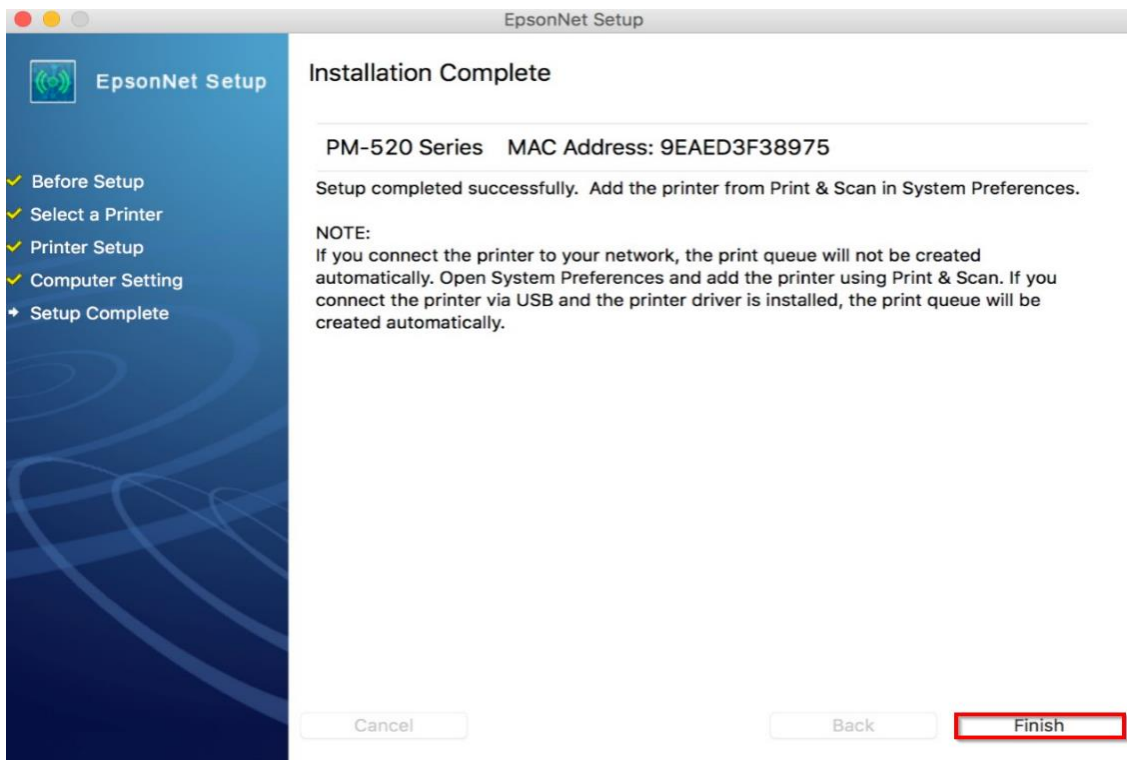 EpsonNet Setup
EpsonNet Setup
Before Setup
Select a Printer
Printer Setup
Computer Setting
Setup Complete
Installation Complete
PM-520 Series MAC Address: 9EAED3F38975
Setup completed successfully. Add the printer from Print & Scan in System Preferences.
NOTE:
If you connect the printer to your network, the print queue will not be created
automatically. Open System Preferences and add the printer using Print & Scan. If you
connect the printer via USB and the printer driver is installed, the print queue will be
created automatically.
Cancel
Back
Finish